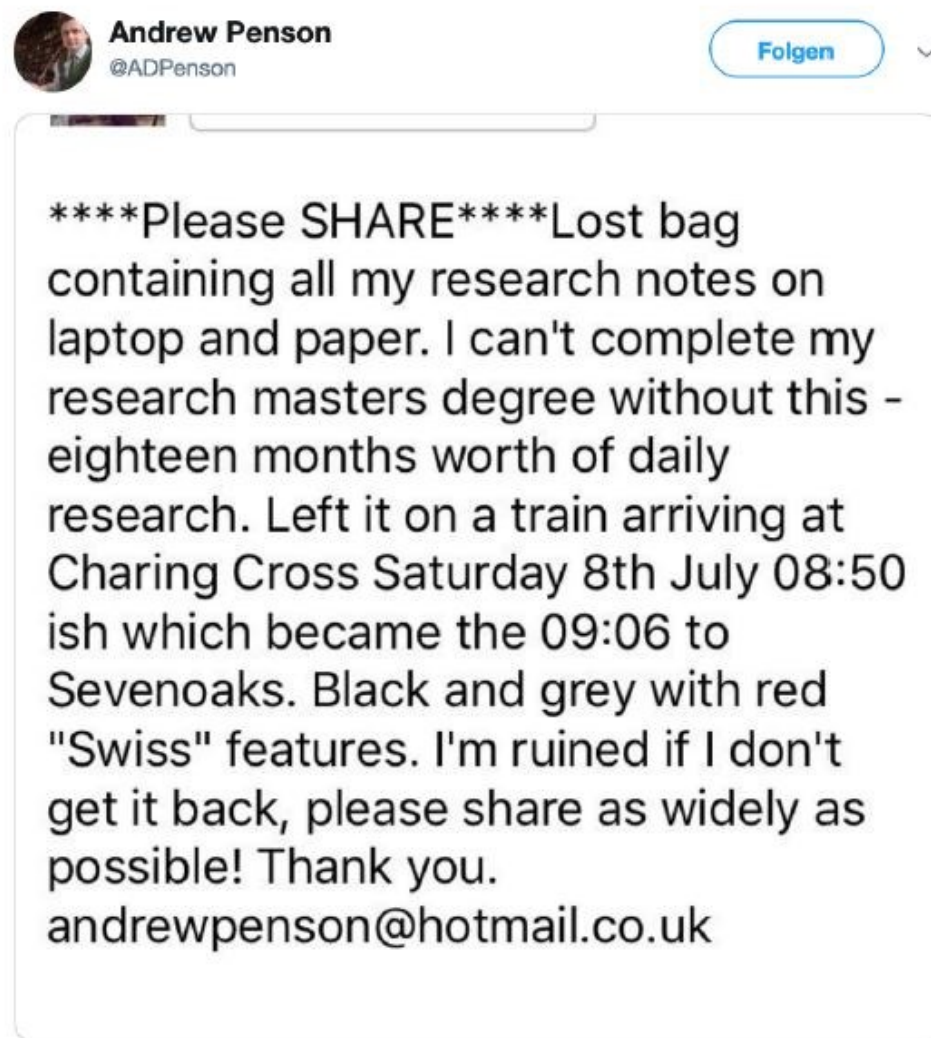 Andrew Penson
@ADPenson
Folgen
****Please SHARE****Lost bag
containing all my research notes on
laptop and paper. I can't complete my
research masters degree without this -
eighteen months worth of daily
research. Left it on a train arriving at
Charing Cross Saturday 8th July 08:50
ish which became the 09:06 to
Sevenoaks. Black and grey with red
"Swiss" features. I'm ruined if I don't
get it back, please share as widely as
possible! Thank you.
andrewpenson@hotmail.co.uk